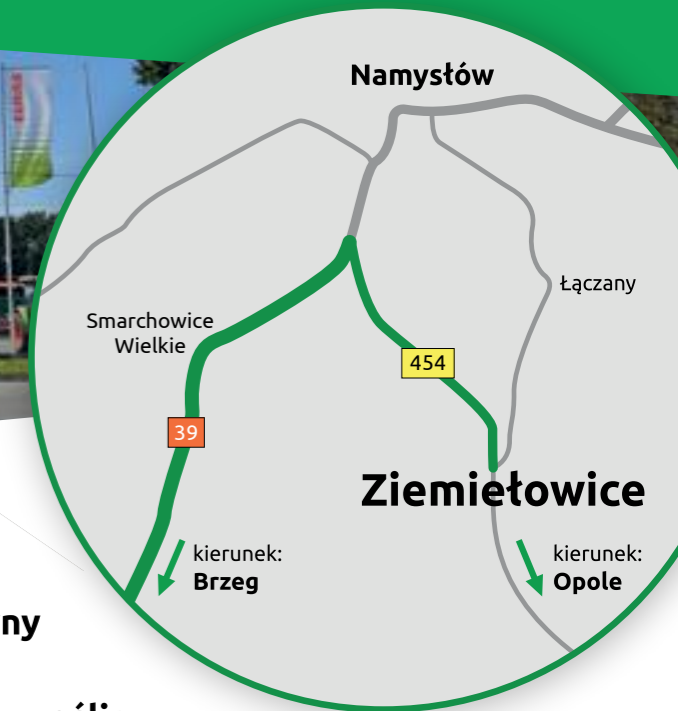 Namysłów
Łączany
Smarchowice
Wielkie
454
39
Ziemiełowice
kierunek:
Brzeg
kierunek:
Opole
ny